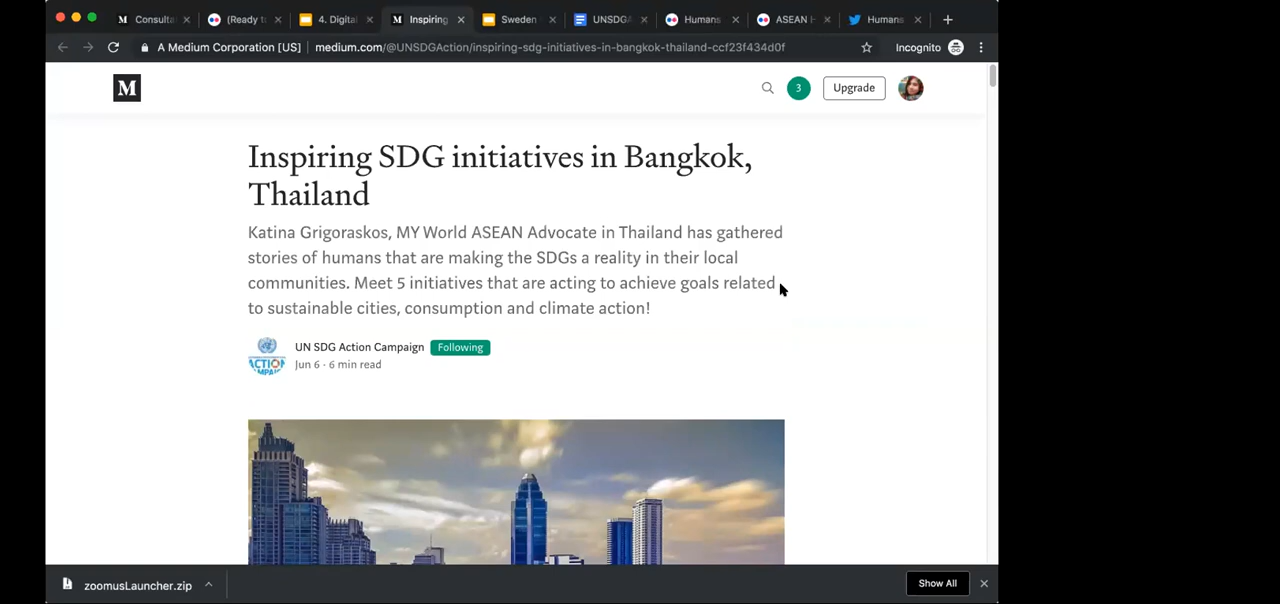 Consulta
(Ready to
4. Digital
M Inspiring
Sweden
UNSDGA
Humans
ASEAN H
Humans
A Medium Corporation [US] | medium.com/@UNSDGAction/inspiring-sdg-initiatives-in-bangkok-thailand-ccf23f434d0f
Incognito
M
3
Upgrade
Inspiring SDG initiatives in Bangkok,
Thailand
Katina Grigoraskos, MY World ASEAN Advocate in Thailand has gathered
stories of humans that are making the SDGs a reality in their local
communities. Meet 5 initiatives that are acting to achieve goals related
to sustainable cities, consumption and climate action!
UN SDG Action Campaign Following
Jun 6 · 6 min read
zoomusLauncher.zip
Show All